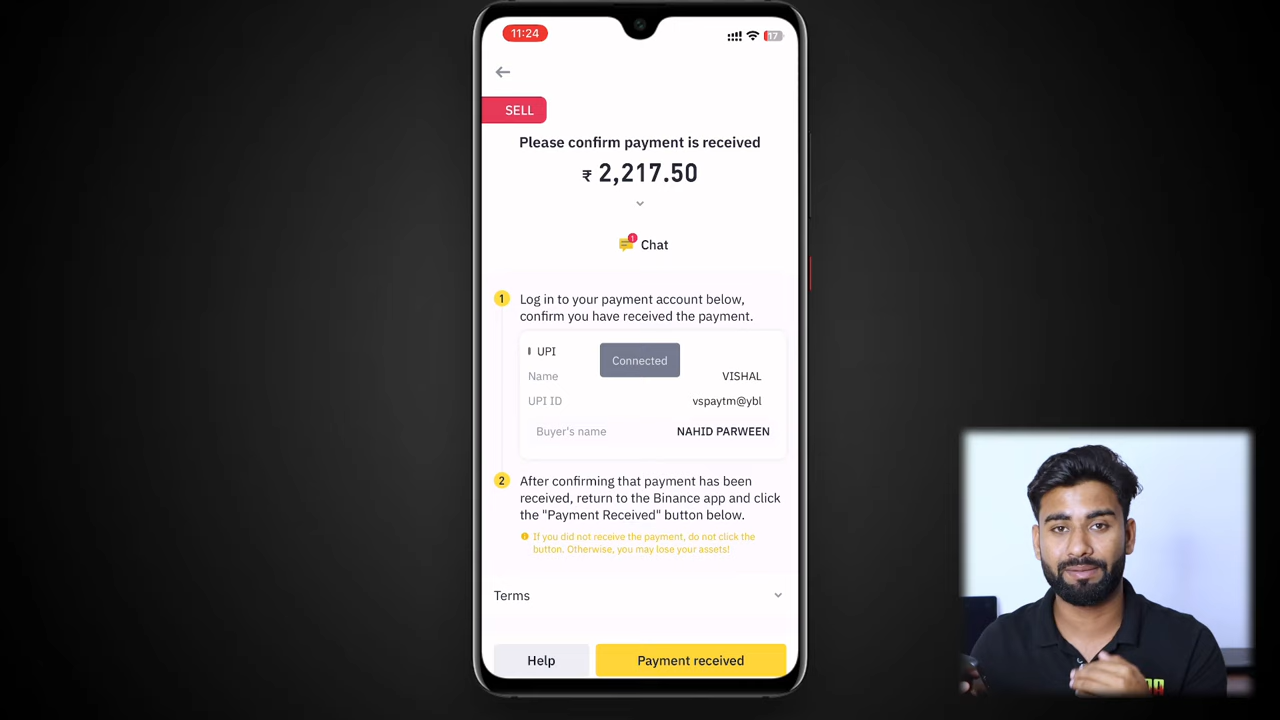 11:24
17
SELL
Please confirm payment is received
₹ 2,217.50
1
Chat
1 Log in to your payment account below,
confirm you have received the payment.
UPI
Connected
Name VISHAL
UPI ID vspaytm@ybl
Buyer's name NAHID PARWEEN
2 After confirming that payment has been
received, return to the Binance app and click
the "Payment Received" button below.
If you did not receive the payment, do not click the
button. Otherwise, you may lose your assets!
Terms
Help Payment received